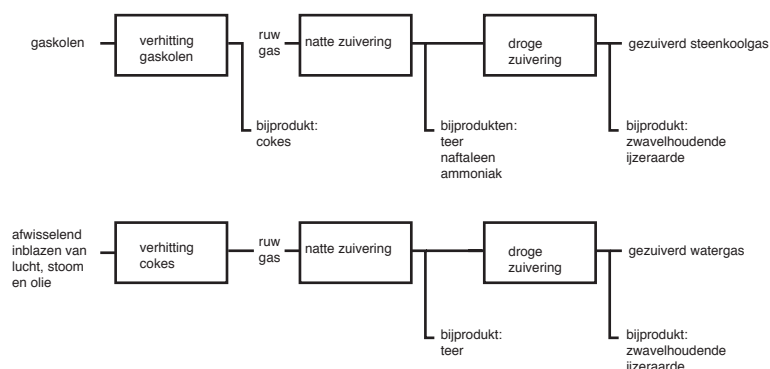 gaskolen
verhitting
gaskolen
ruw
gas
natte zuivering
droge
zuivering
gezuiverd steenkoolgas
bijprodukt:
cokes
bijprodukten:
teer
naftaleen
ammoniak
bijprodukt:
zwavelhoudende
ijzeraarde
afwisselend
inblazen van
lucht, stoom
en olie
verhitting
cokes
ruw
gas
natte zuivering
droge
zuivering
gezuiverd watergas
bijprodukt:
teer
bijprodukt:
zwavelhoudende
ijzeraarde